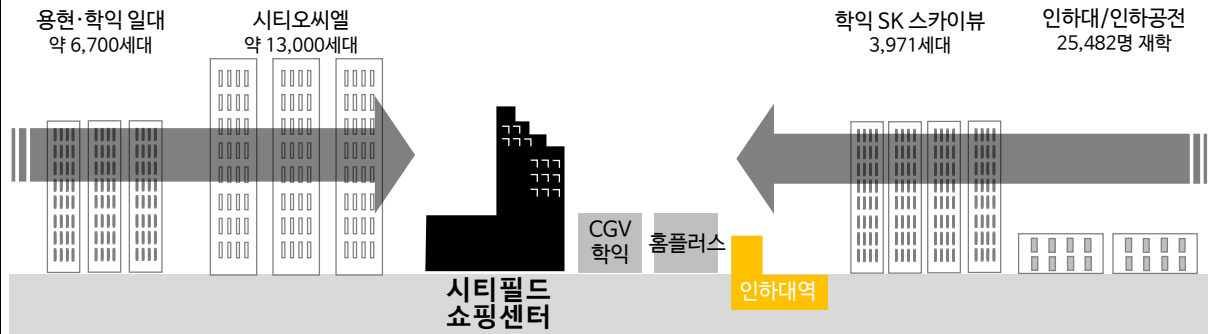 용현·학익 일대
약 6,700세대
시티오씨엘
약 13,000세대
학익 SK 스카이뷰
3,971세대
인하대/인하공전
25,482명 재학
CGV
학익
홈플러스
인하대역
시티필드
쇼핑센터